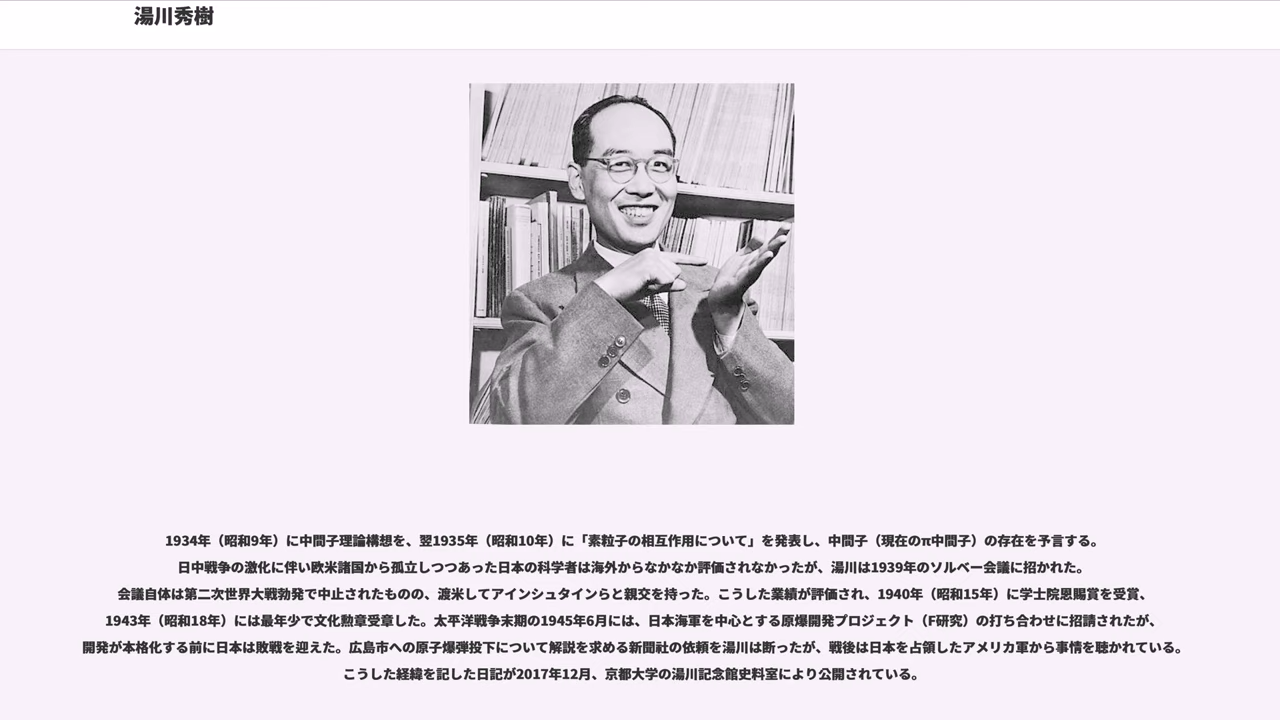 湯川秀樹
1934年（昭和9年）に中間子理論構想を、翌1935年（昭和10年）に「素粒子の相互作用について」を発表し、中間子（現在のπ中間子）の存在を予言する。
日中戦争の激化に伴い欧米諸国から孤立しつつあった日本の科学者は海外からなかなか評価されなかったが、湯川は1939年のソルベー会議に招かれた。
会議自体は第二次世界大戦勃発で中止されたものの、渡米してアインシュタインらと親交を持った。こうした業績が評価され、1940年（昭和15年）に学士院恩賜賞を受賞、
1943年（昭和18年）には最年少で文化勲章受章した。太平洋戦争末期の1945年6月には、日本海軍を中心とする原爆開発プロジェクト（F研究）の打ち合わせに招請されたが、
開発が本格化する前に日本は敗戦を迎えた。広島市への原子爆弾投下について解説を求める新聞社の依頼を湯川は断ったが、戦後は日本を占領したアメリカ軍から事情を聴かれている。
こうした経緯を記した日記が2017年12月、京都大学の湯川記念館史料室により公開されている。